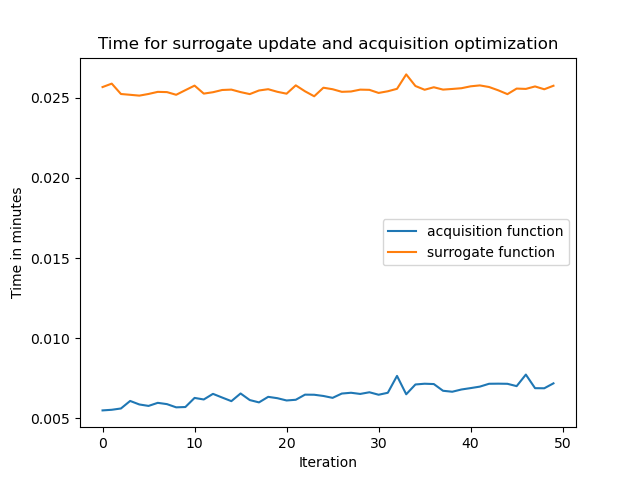 Time for surrogate update and acquisition optimization
Time in minutes
0.025
0.020
0.015
0.010
0.005
acquisition function
surrogate function
0 10 20 30 40 50
Iteration